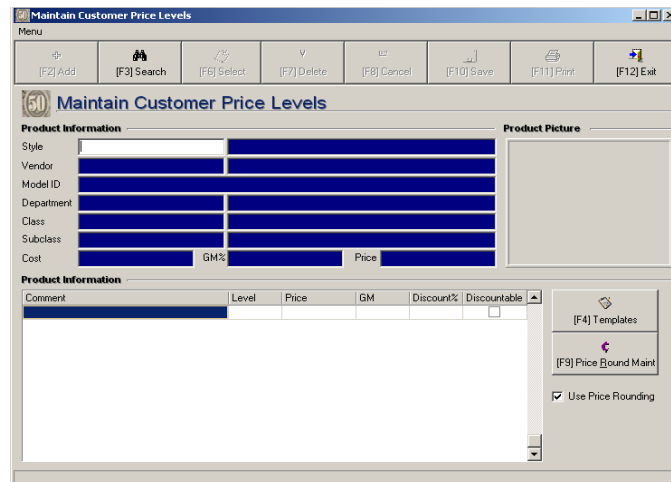 Maintain Customer Price Levels
Menu
[F2] Add [F3] Search [F6] Select [F7] Delete [F8] Cancel [F10] Save [F11] Print [F12] Exit
50 Maintain Customer Price Levels
Product Information Product Picture
Style
Vendor
Model ID
Department
Class
Subclass
Cost GM% Price
Product Information
Comment Level Price GM Discount% Discountable
[F4] Templates
[F9] Price Round Maint
Use Price Rounding